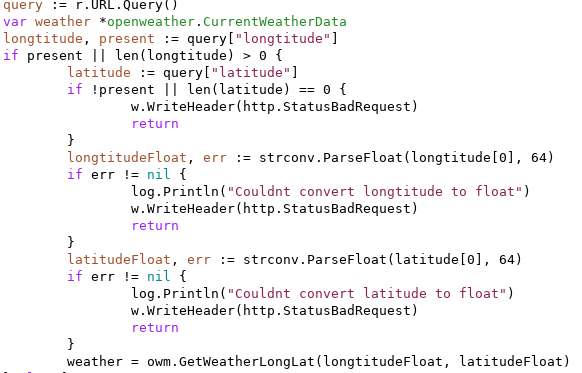 query := r.URL.Query()
var weather *openweather.CurrentWeatherData
longtitude, present := query["longtitude"]
if present || len(longtitude) > 0 {
latitude := query["latitude"]
if !present || len(latitude) == 0 {
w.WriteHeader(http.StatusBadRequest)
return
}
longtitudeFloat, err := strconv.ParseFloat(longtitude[0], 64)
if err != nil {
log.Println("Couldnt convert longtitude to float")
w.WriteHeader(http.StatusBadRequest)
return
}
latitudeFloat, err := strconv.ParseFloat(latitude[0], 64)
if err != nil {
log.Println("Couldnt convert latitude to float")
w.WriteHeader(http.StatusBadRequest)
return
}
weather = owm.GetWeatherLongLat(longtitudeFloat, latitudeFloat)